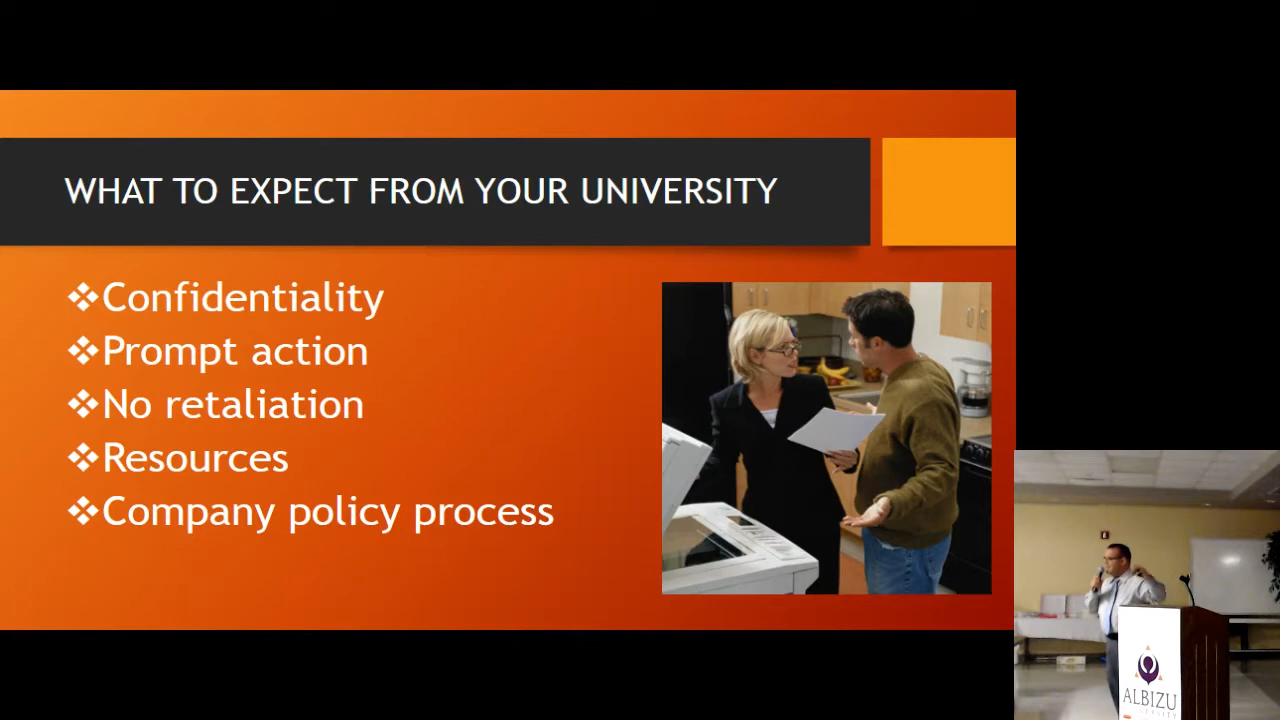 WHAT TO EXPECT FROM YOUR UNIVERSITY
❖Confidentiality
❖Prompt action
❖No retaliation
❖Resources
❖Company policy process
ALBIZU